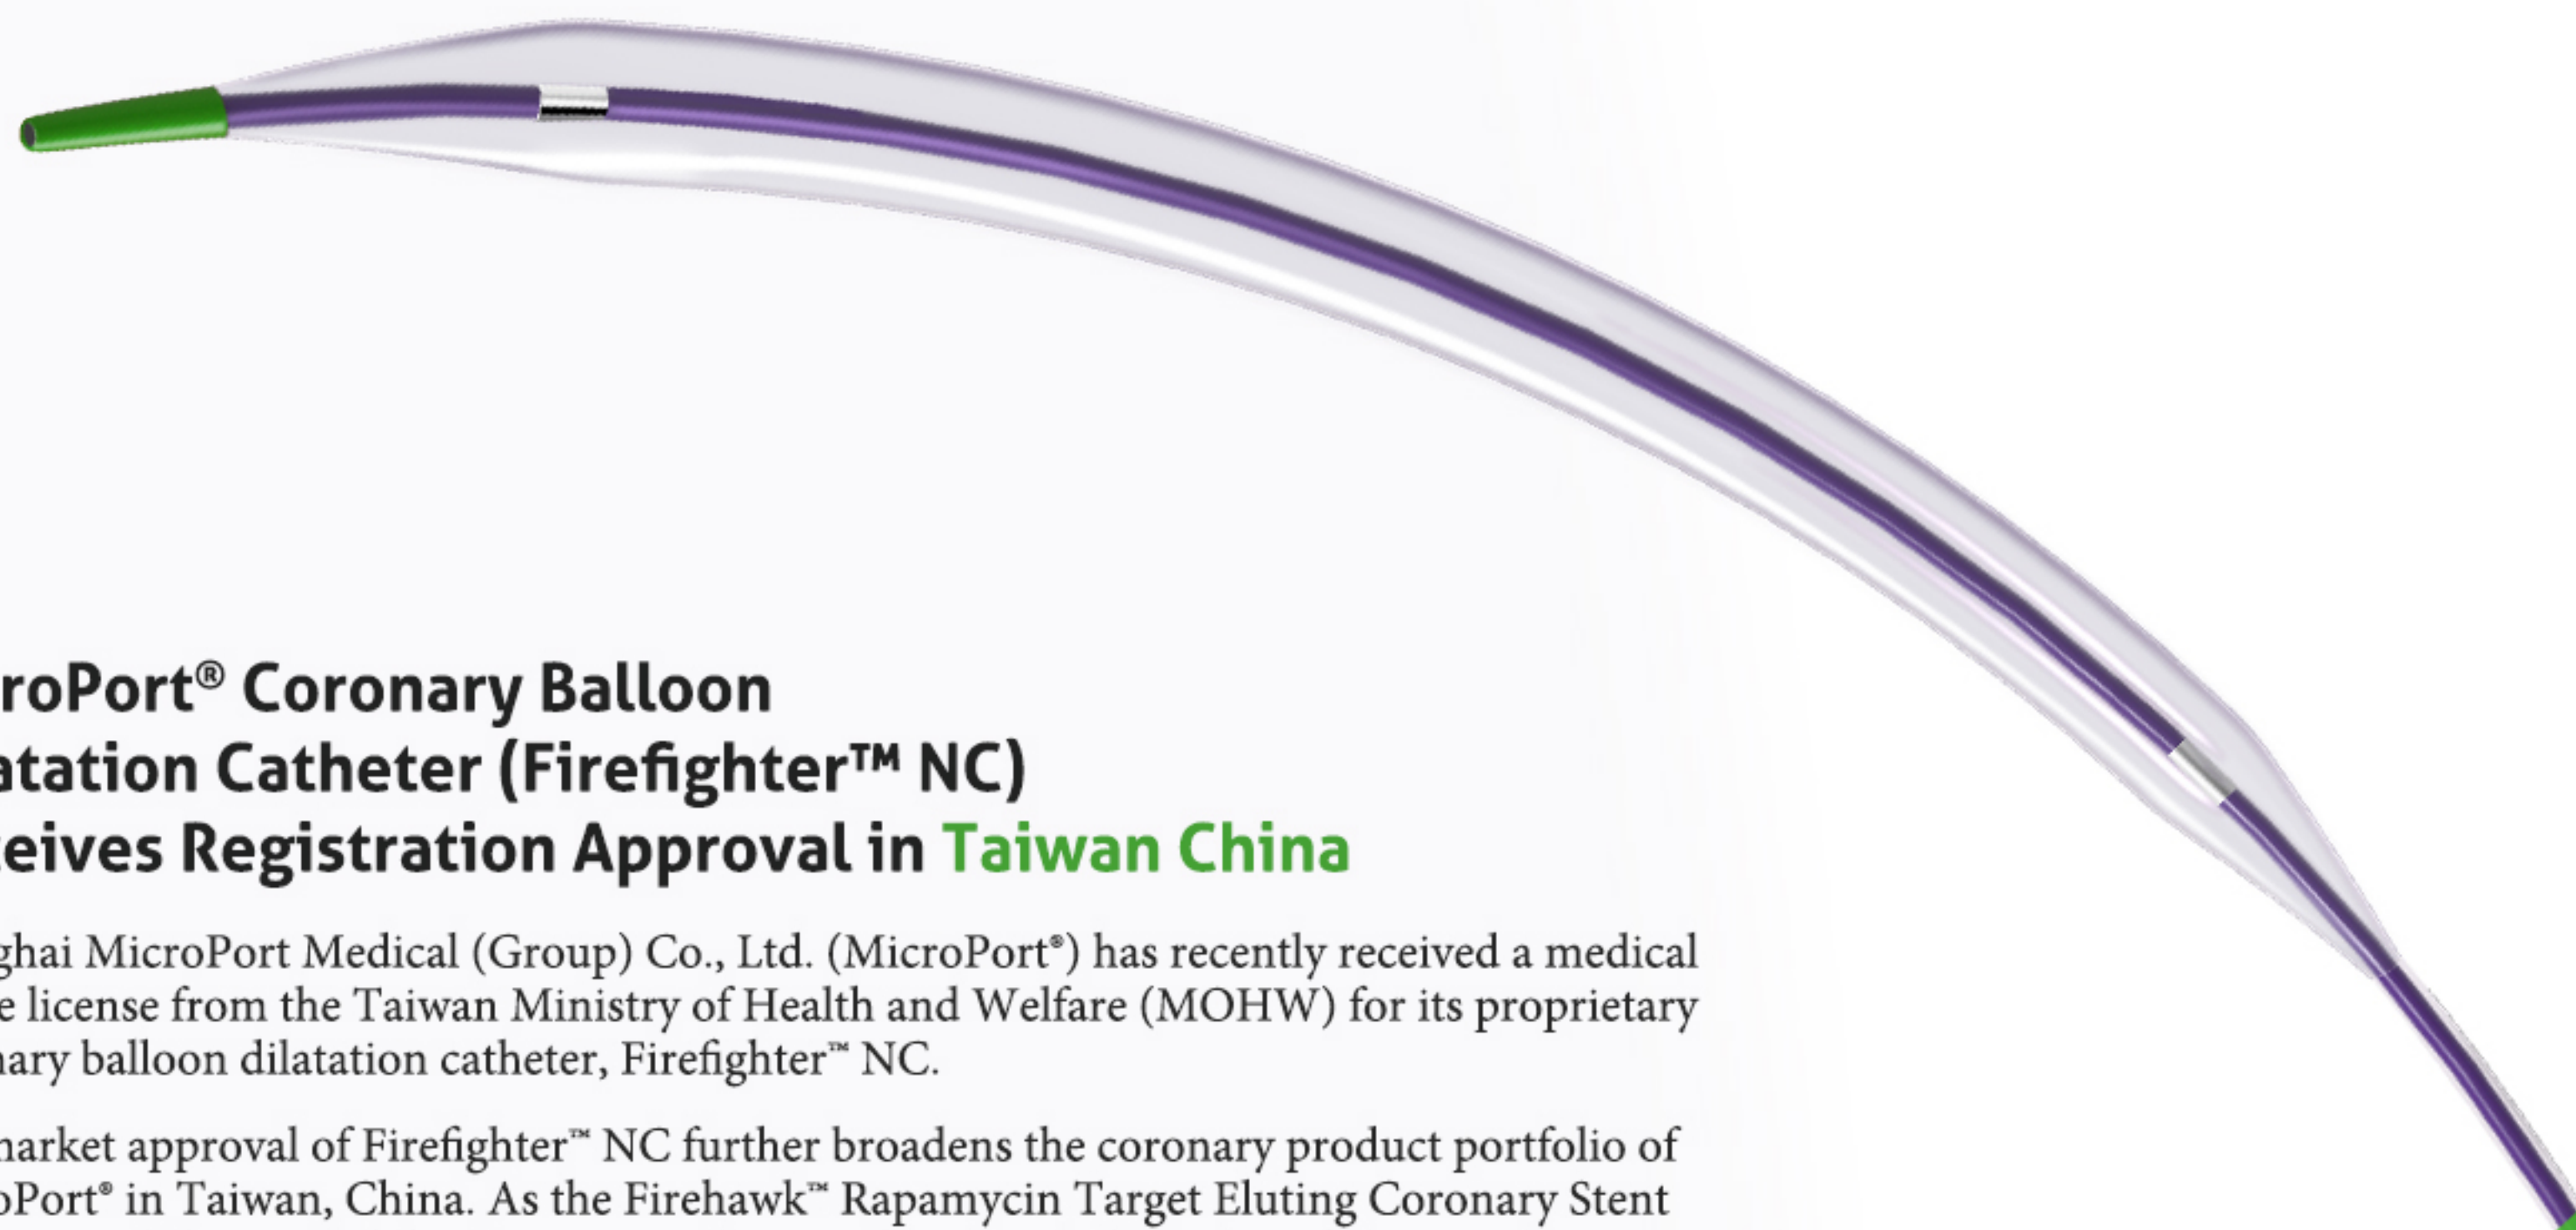 roPort® Coronary Balloon
atation Catheter (Firefighter™ NC)
eives Registration Approval in Taiwan China
ghai MicroPort Medical (Group) Co., Ltd. (MicroPort®) has recently received a medical
e license from the Taiwan Ministry of Health and Welfare (MOHW) for its proprietary
nary balloon dilatation catheter, Firefighter™ NC.
market approval of Firefighter™ NC further broadens the coronary product portfolio of
oPort® in Taiwan, China. As the Firehawk™ Rapamycin Target Eluting Coronary Stent